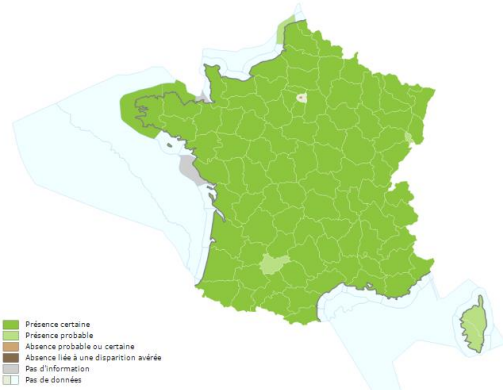 Présence certaine
Présence probable
Absence probable ou certaine
Absence liée à une disparition avérée
Pas d'information
Pas de données